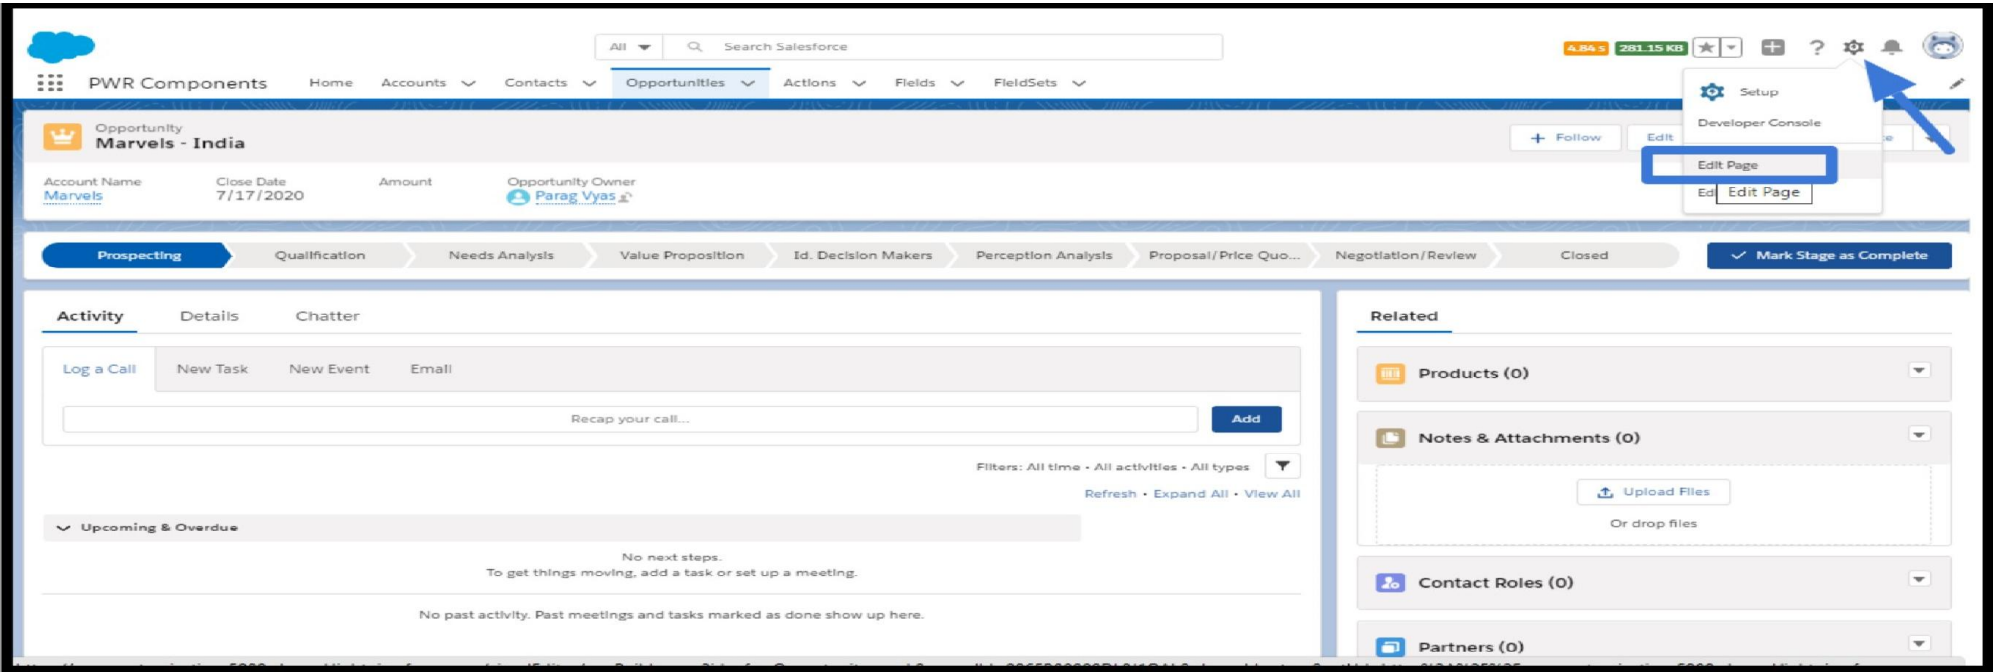 All Search Salesforce 4.84 s 281.15 KB
PWR Components Home Accounts Contacts Opportunities Actions Fields FieldSets
Setup
Developer Console
Opportunity
Marvels - India
+ Follow Edit
Edit Page
Account Name Close Date Amount Opportunity Owner
Marvels 7/17/2020 Parag Vyas
Edit Page
Prospecting Qualification Needs Analysis Value Proposition Id. Decision Makers Perception Analysis Proposal/Price Quo... Negotiation/Review Closed Mark Stage as Complete
Activity Details Chatter
Log a Call New Task New Event Email
Recap your call... Add
Filters: All time • All activities • All types
Refresh • Expand All • View All
Upcoming & Overdue
No next steps.
To get things moving, add a task or set up a meeting.
No past activity. Past meetings and tasks marked as done show up here.
Related
Products (0)
Notes & Attachments (0)
Upload Files
Or drop files
Contact Roles (0)
Partners (0)